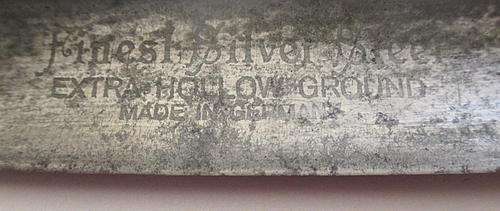 Finest Silver Steel
EXTRA-HOLLOW-GROUND
MADE IN GERMANY